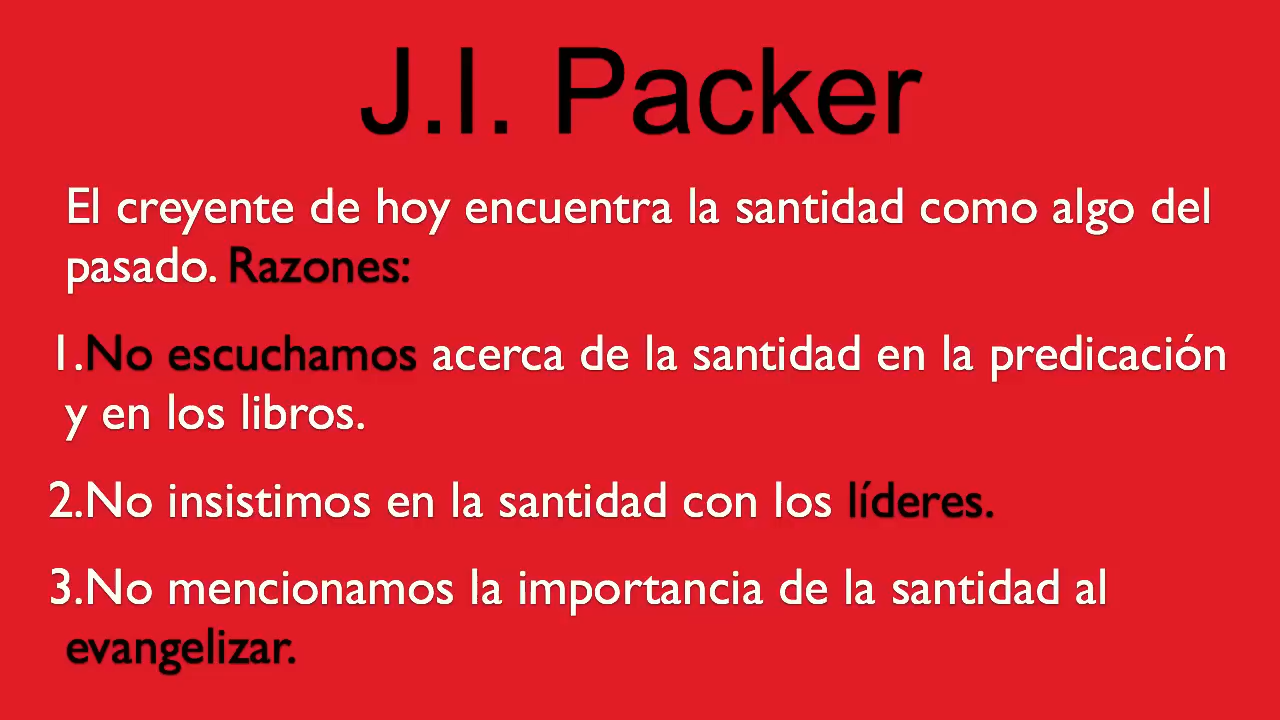 J.I. Packer
El creyente de hoy encuentra la santidad como algo del
pasado. Razones:
1.No escuchamos acerca de la santidad en la predicación
y en los libros.
2.No insistimos en la santidad con los líderes.
3.No mencionamos la importancia de la santidad al
evangelizar.